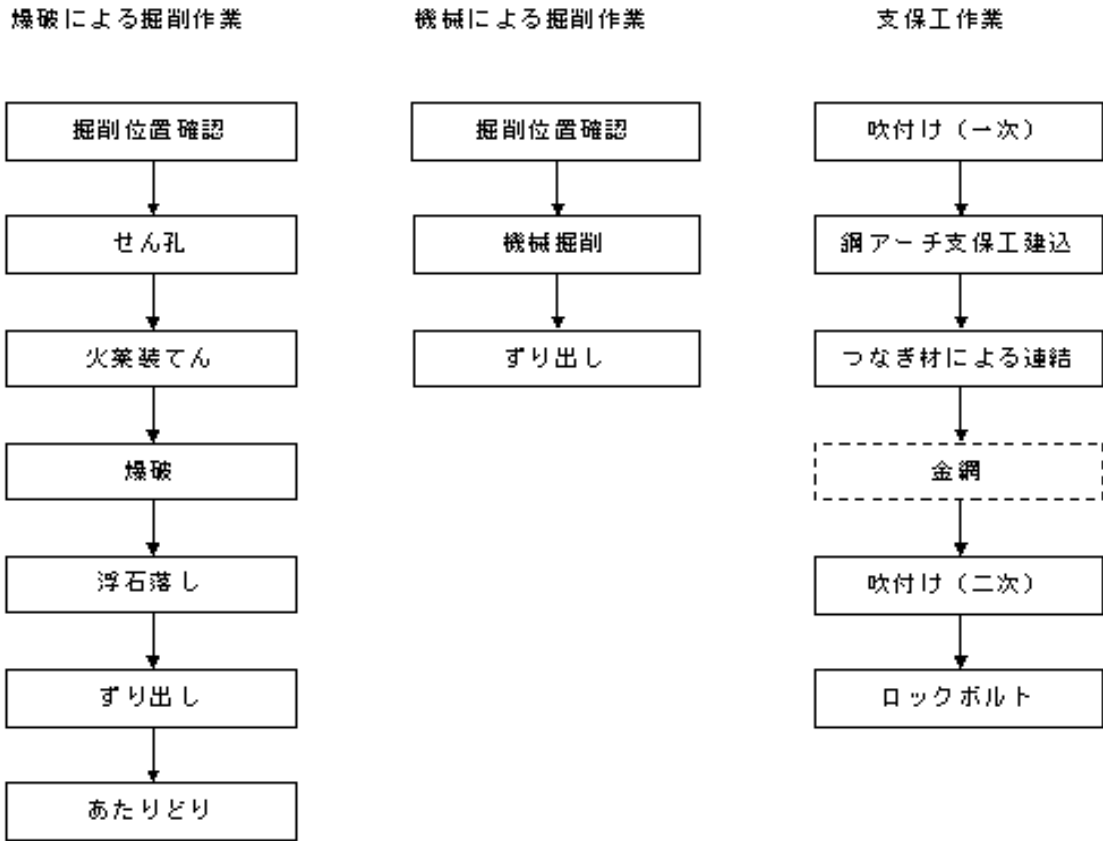 爆破による掘削作業
掘削位置確認
せん孔
火薬装てん
爆破
浮石落し
ずり出し
あたりどり
機械による掘削作業
掘削位置確認
機械掘削
ずり出し
支保工作業
吹付け（一次）
鋼アーチ支保工建込
つなぎ材による連結
金網
吹付け（二次）
ロックボルト